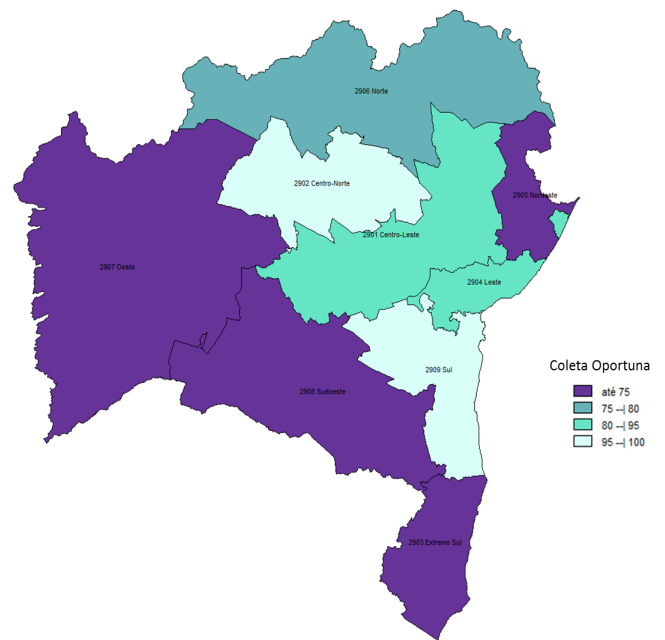 2906 Norte
2902 Centro-Norte
2905 Nordeste
2901 Centro-Leste
2907 Oeste
2904 Leste
2909 Sul
2908 Sudoeste
2903 Extremo Sul
Coleta Oportuna
até 75
75 --| 80
80 --| 95
95 --| 100